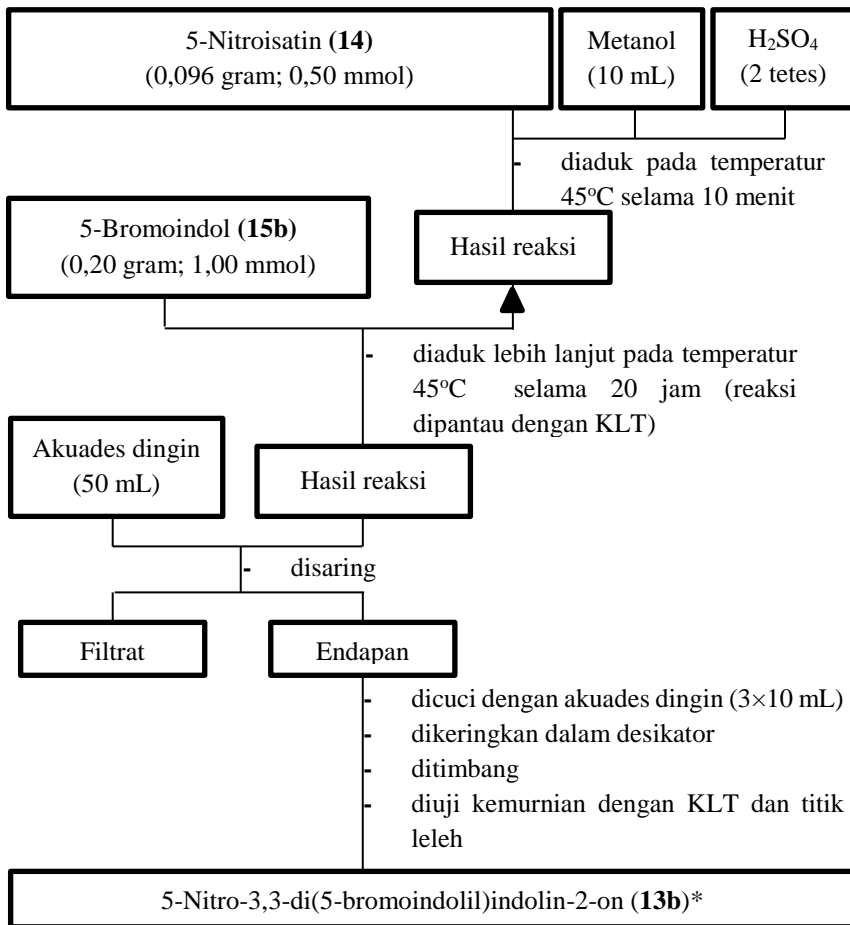 5-Nitroisatin (14)
(0,096 gram; 0,50 mmol)
Metanol
(10 mL)
H₂SO₄
(2 tetes)
- diaduk pada temperatur
45°C selama 10 menit
5-Bromoindol (15b)
(0,20 gram; 1,00 mmol)
Hasil reaksi
- diaduk lebih lanjut pada temperatur
45°C selama 20 jam (reaksi
dipantau dengan KLT)
Akuades dingin
(50 mL)
Hasil reaksi
- disaring
Filtrat
Endapan
- dicuci dengan akuades dingin (3×10 mL)
- dikeringkan dalam desikator
- ditimbang
- diuji kemurnian dengan KLT dan titik
leleh
5-Nitro-3,3-di(5-bromoindolil)indolin-2-on (13b)*